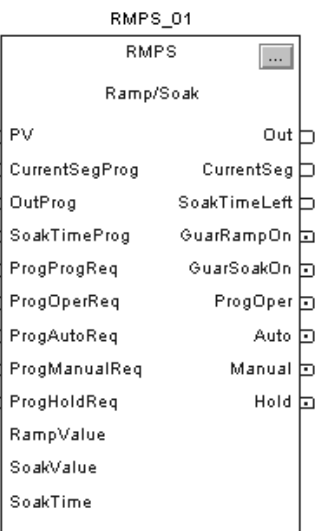 RMPS_01
RMPS
...
Ramp/Soak
PV Out
CurrentSegProg CurrentSeg
OutProg SoakTimeLeft
SoakTimeProg GuarRampOn
ProgProgReq GuarSoakOn
ProgOperReq ProgOper
ProgAutoReq Auto
ProgManualReq Manual
ProgHoldReq Hold
RampValue
SoakValue
SoakTime